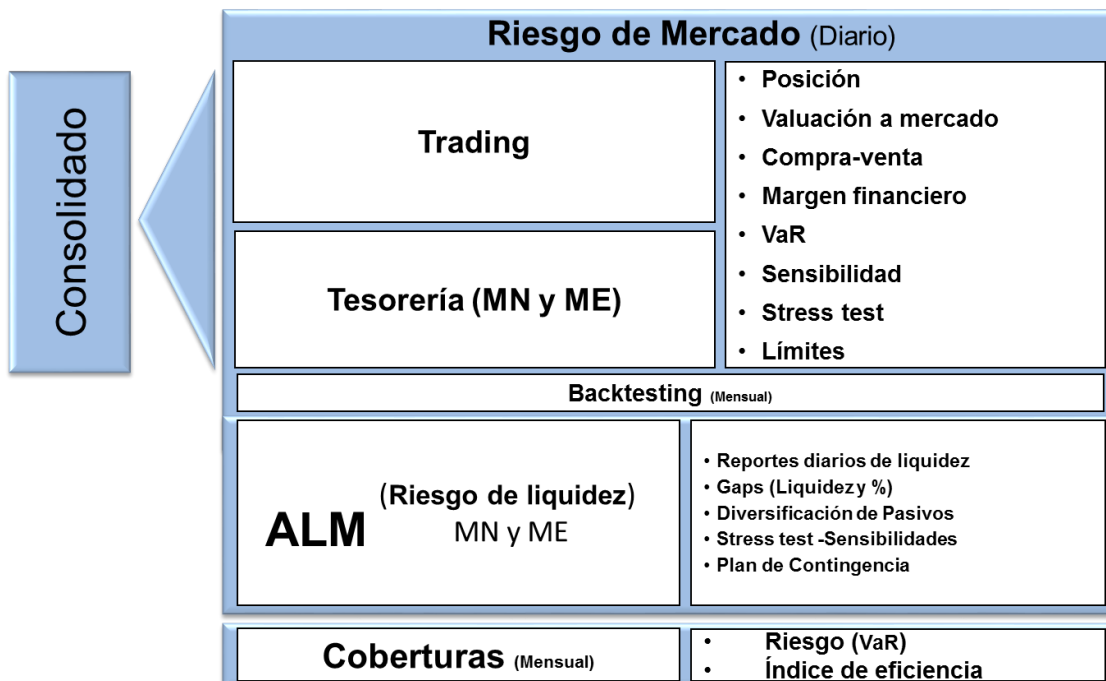 Consolidado
Riesgo de Mercado (Diario)
Trading
Tesorería (MN y ME)
• Posición
• Valuación a mercado
• Compra-venta
• Margen financiero
• VaR
• Sensibilidad
• Stress test
• Límites
Backtesting (Mensual)
ALM
(Riesgo de liquidez)
MN y ME
• Reportes diarios de liquidez
• Gaps (Liquidez y %)
• Diversificación de Pasivos
• Stress test -Sensibilidades
• Plan de Contingencia
Coberturas (Mensual)
• Riesgo (VaR)
• Índice de eficiencia